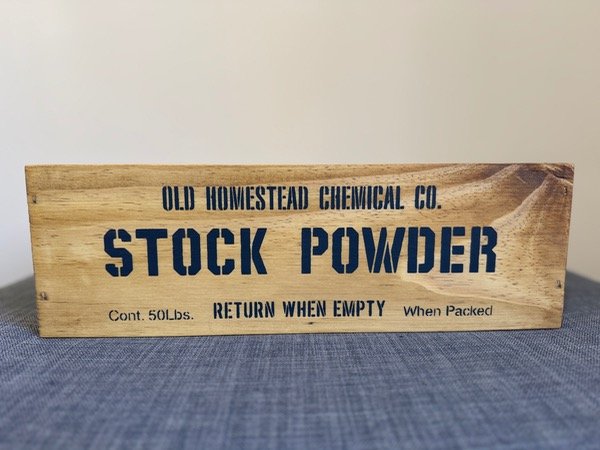 OLD HOMESTEAD CHEMICAL CO.
STOCK POWDER
Cont. 50Lbs. RETURN WHEN EMPTY When Packed